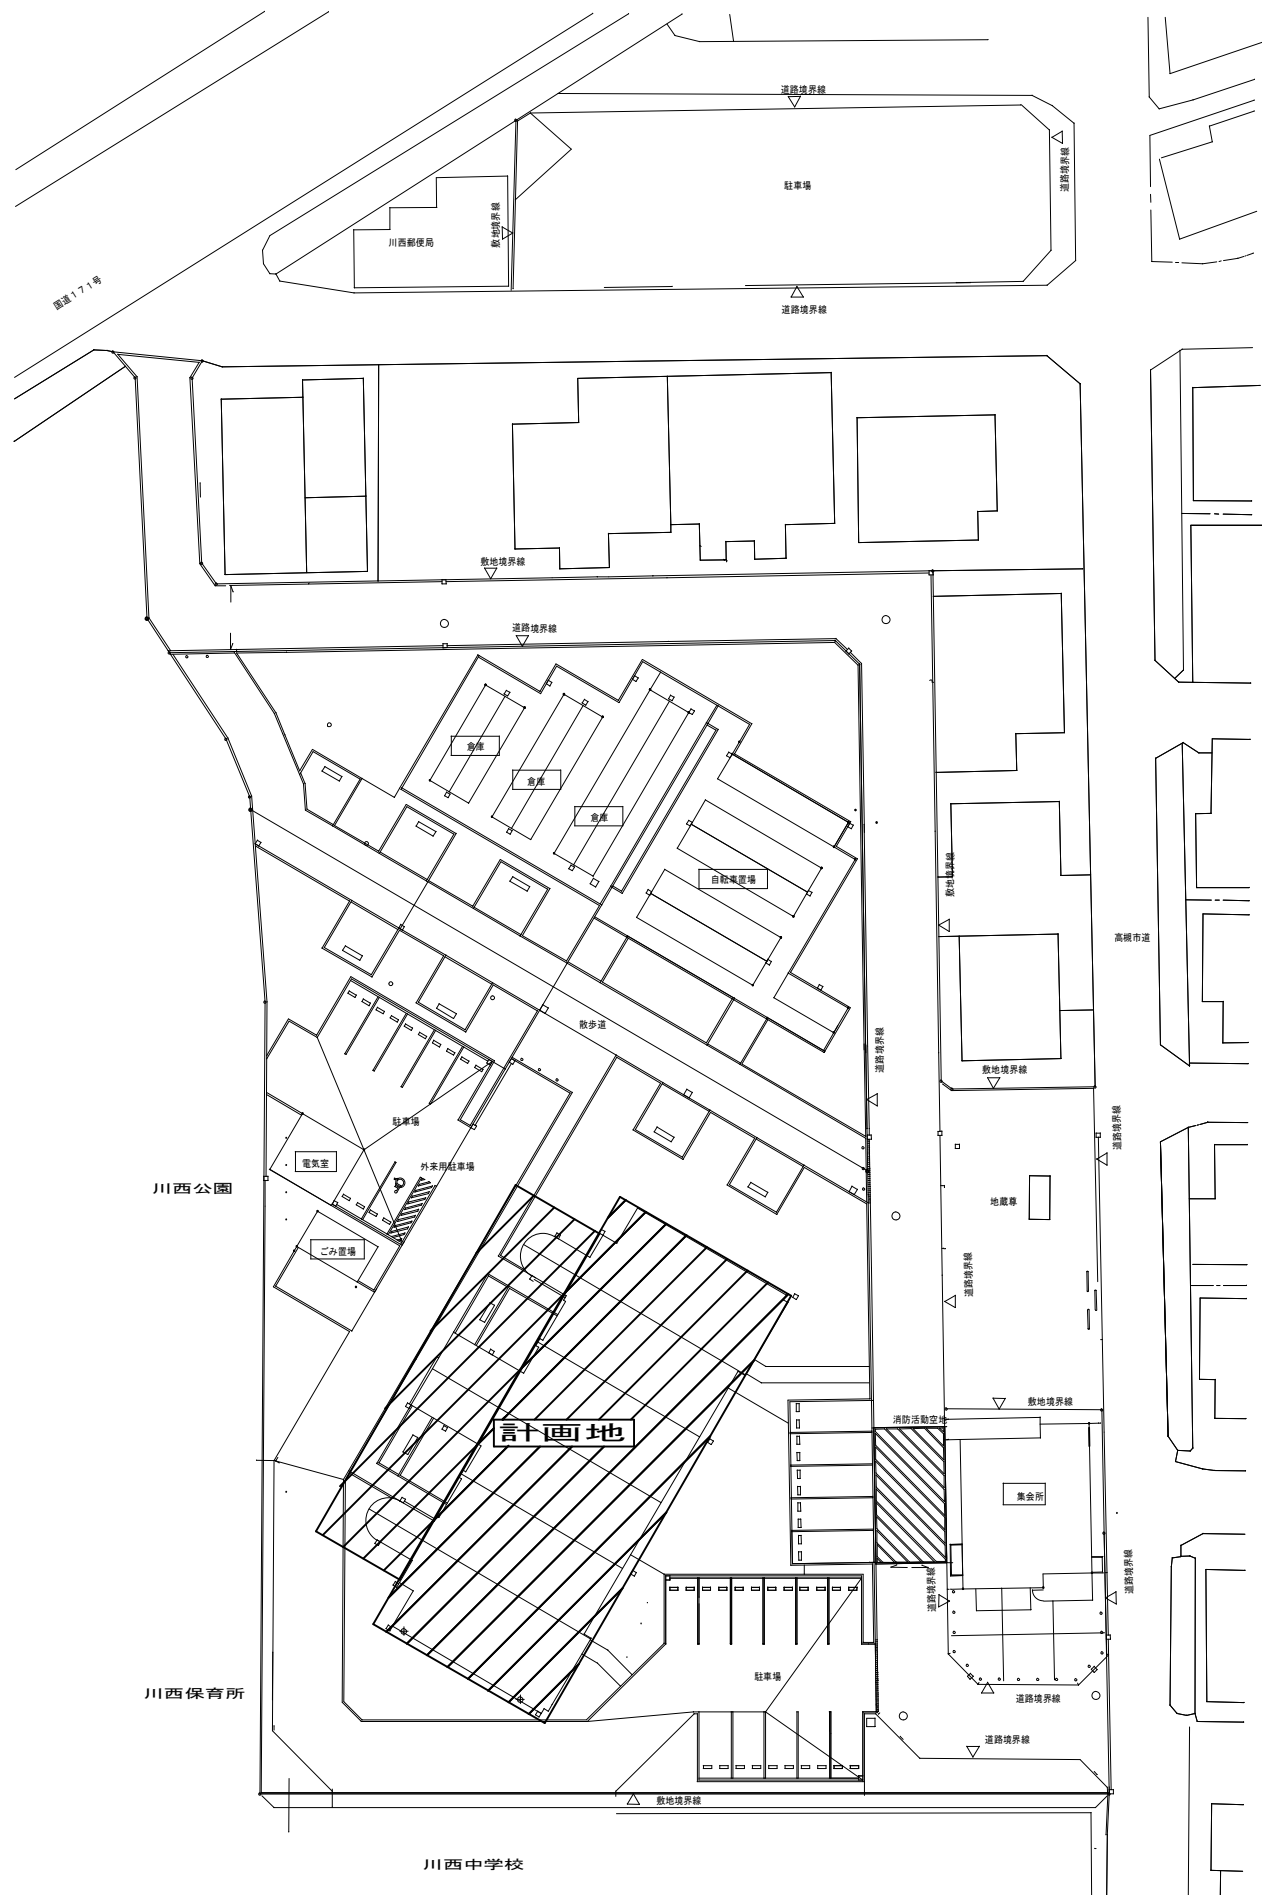 道路境界線
道路境界線
駐車場
敷地境界線
川西郵便局
国道171号
道路境界線
敷地境界線
道路境界線
倉庫
倉庫
倉庫
自転車置場
敷地境界線
高槻市道
散歩道
道路境界線
敷地境界線
駐車場
道路境界線
電気室
外来用駐車場
川西公園
地蔵尊
ごみ置場
道路境界線
敷地境界線
消防活動空地
計画地
集会所
道路境界線
道路境界線
駐車場
川西保育所
道路境界線
道路境界線
敷地境界線
川西中学校